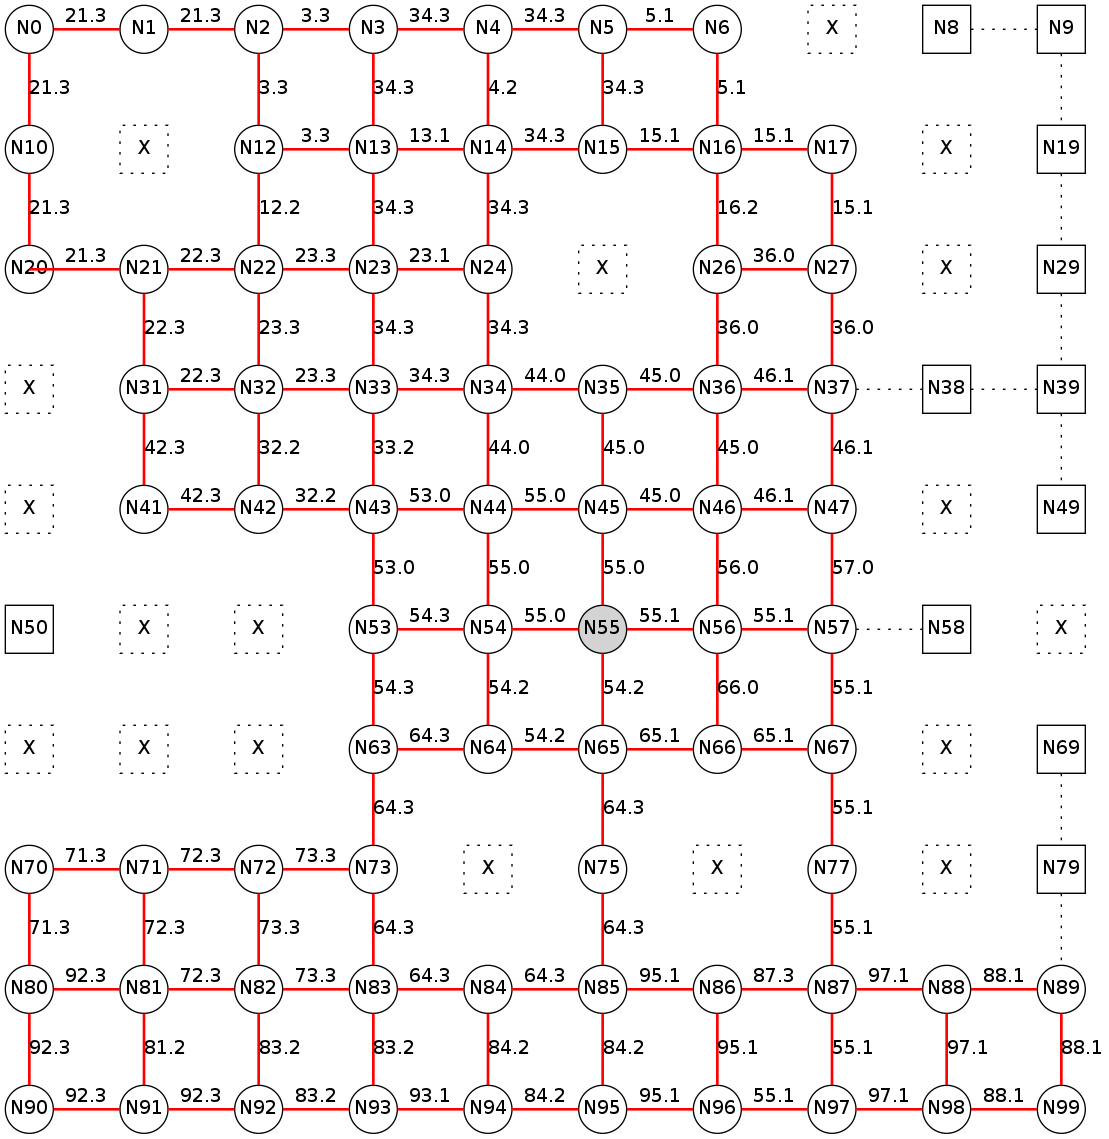 N0 21.3 N1 21.3 N2 3.3 N3 34.3 N4 34.3 N5 5.1 N6 X N8 N9
21.3 3.3 34.3 4.2 34.3 5.1
N10 X N12 3.3 N13 13.1 N14 34.3 N15 15.1 N16 15.1 N17 X N19
21.3 12.2 34.3 34.3 16.2 15.1
N20 21.3 N21 22.3 N22 23.3 N23 23.1 N24 X N26 36.0 N27 X N29
22.3 23.3 34.3 34.3 36.0 36.0
X N31 22.3 N32 23.3 N33 34.3 N34 44.0 N35 45.0 N36 46.1 N37 N38 N39
42.3 32.2 33.2 44.0 45.0 45.0 46.1
X N41 42.3 N42 32.2 N43 53.0 N44 55.0 N45 45.0 N46 46.1 N47 X N49
53.0 55.0 55.0 56.0 57.0
N50 X X N53 54.3 N54 55.0 N55 55.1 N56 55.1 N57 N58 X
54.3 54.2 54.2 66.0 55.1
X X X N63 64.3 N64 54.2 N65 65.1 N66 65.1 N67 X N69
64.3 64.3 55.1
N70 71.3 N71 72.3 N72 73.3 N73 X N75 X N77 X N79
71.3 72.3 73.3 64.3 64.3 55.1
N80 92.3 N81 72.3 N82 73.3 N83 64.3 N84 64.3 N85 95.1 N86 87.3 N87 97.1 N88 88.1 N89
92.3 81.2 83.2 83.2 84.2 84.2 95.1 55.1 97.1 88.1
N90 92.3 N91 92.3 N92 83.2 N93 93.1 N94 84.2 N95 95.1 N96 55.1 N97 97.1 N98 88.1 N99